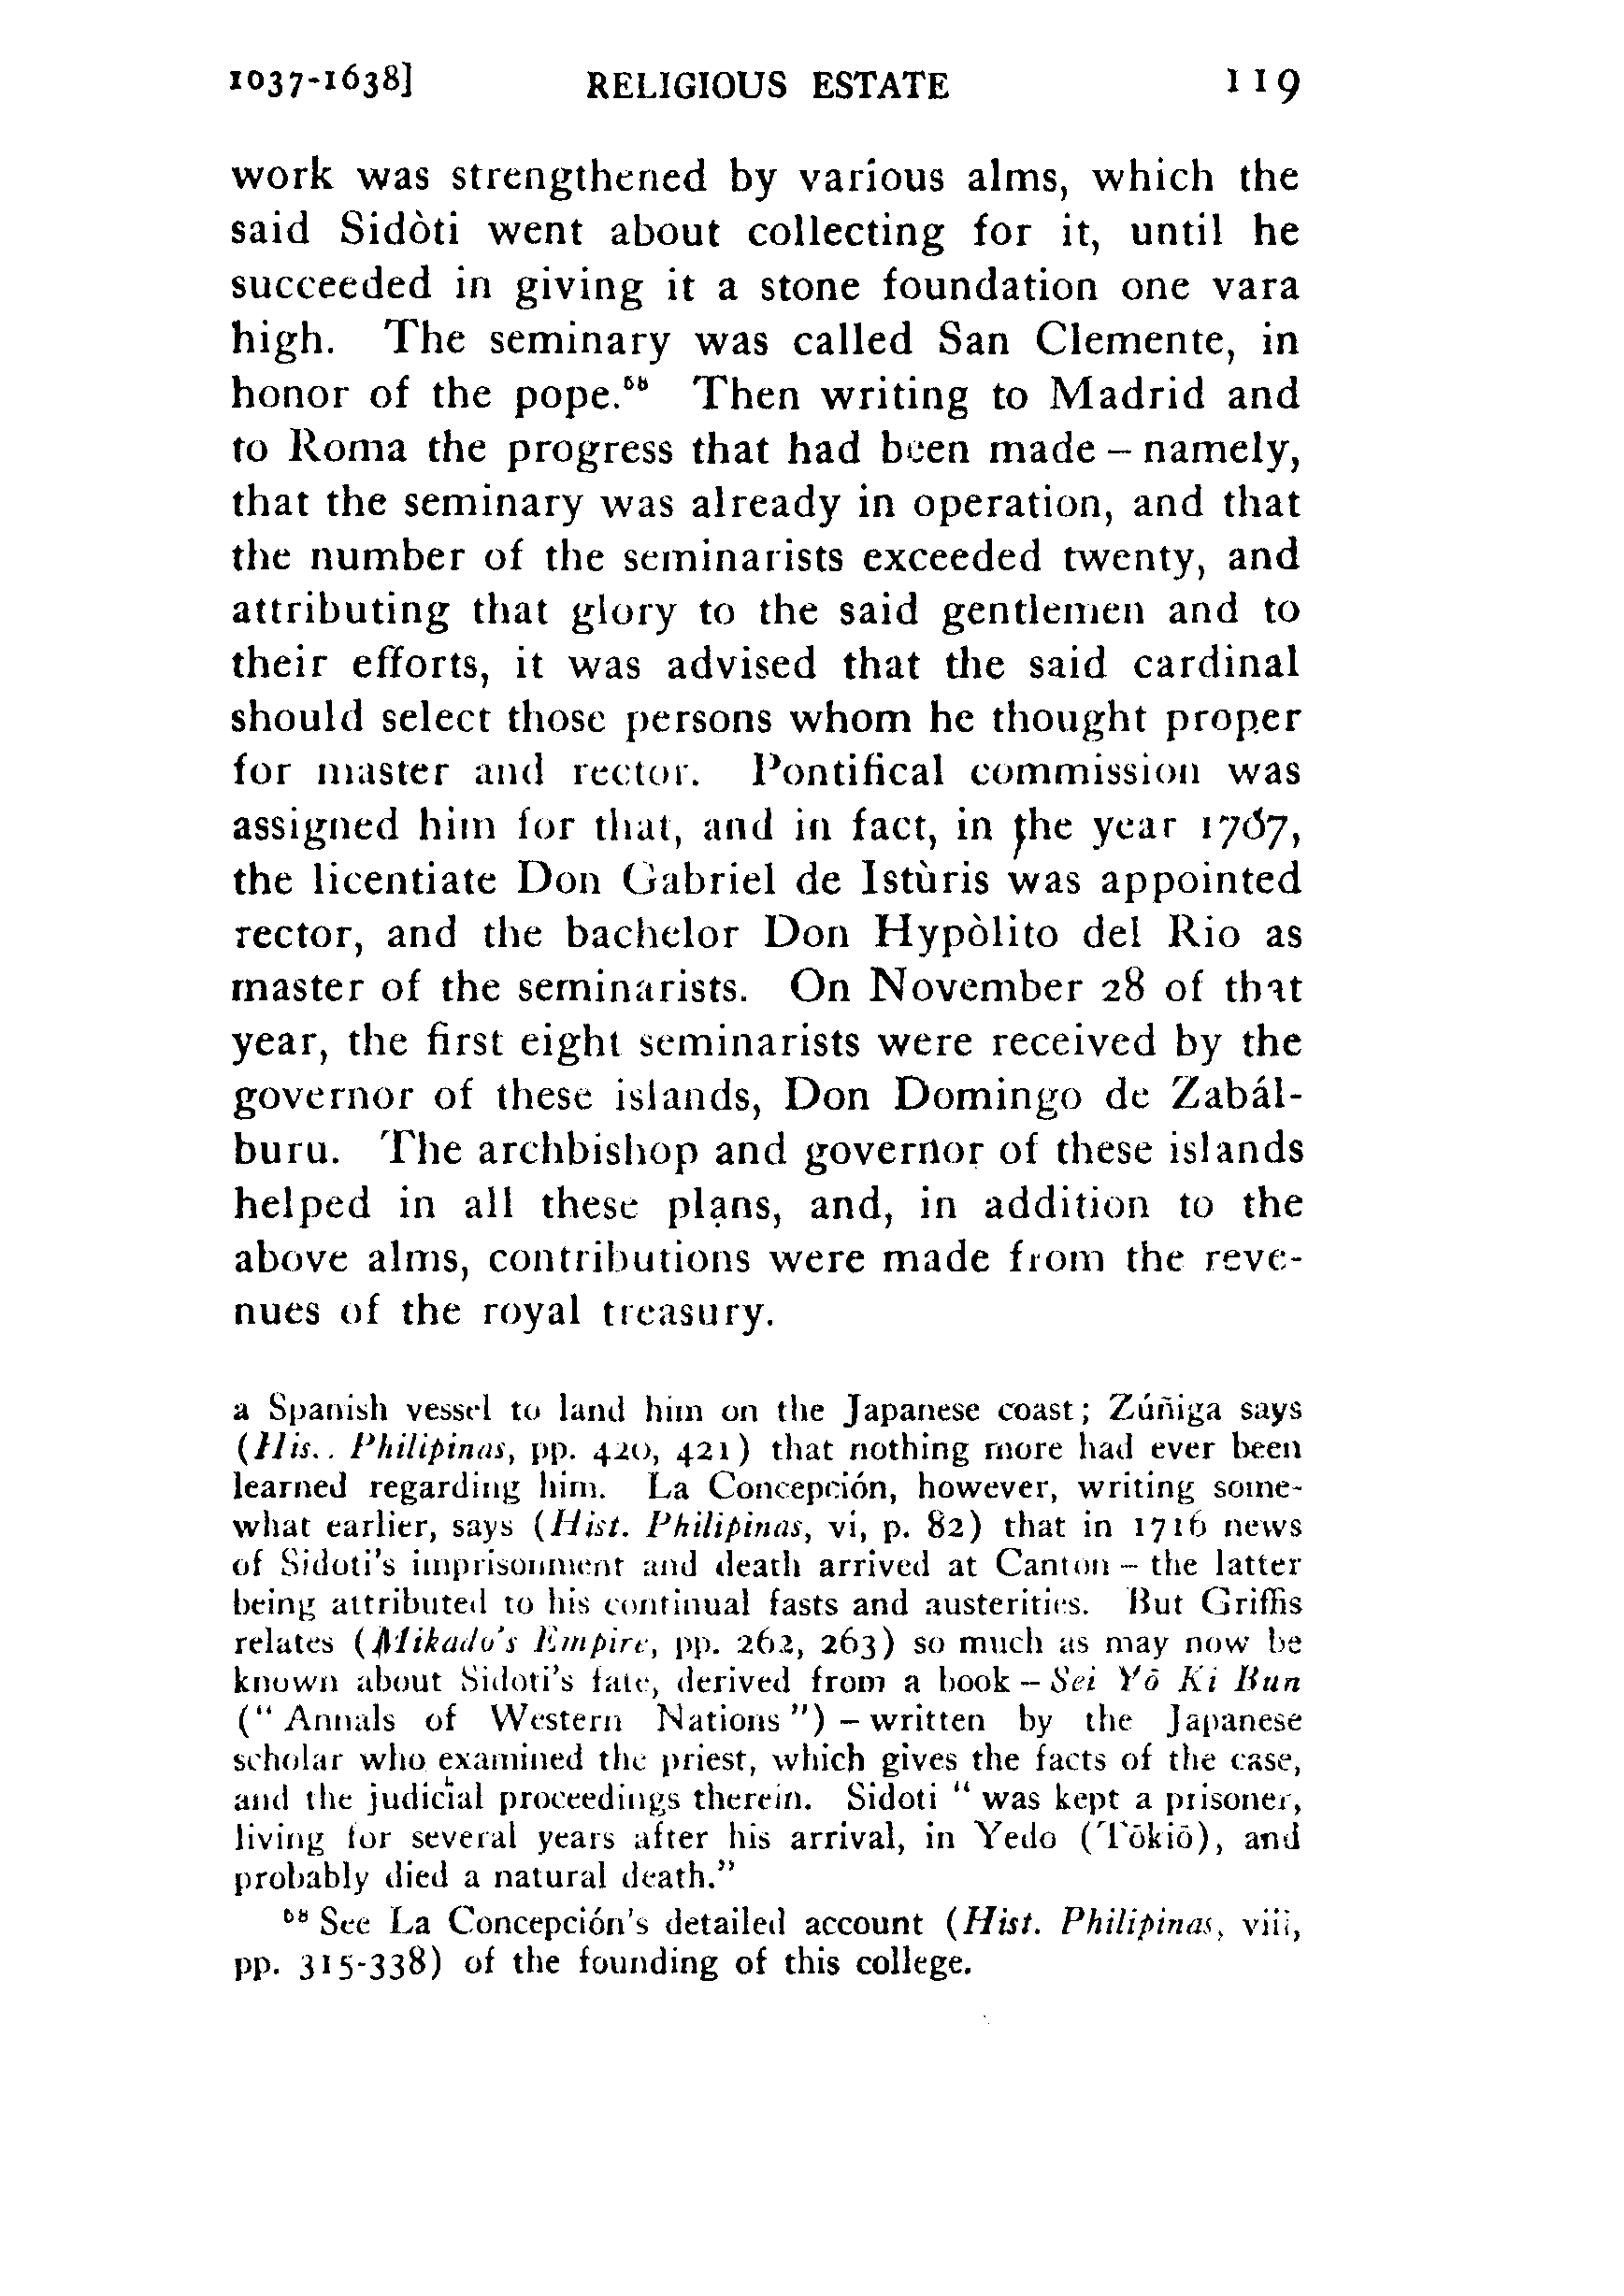 1037-1638] RELIGIOUS ESTATE 119
work was strengthened by various alms, which the
said Sidòti went about collecting for it, until he
succeeded in giving it a stone foundation one vara
high. The seminary was called San Clemente, in
honor of the pope.⁵⁸ Then writing to Madrid and
to Roma the progress that had been made – namely,
that the seminary was already in operation, and that
the number of the seminarists exceeded twenty, and
attributing that glory to the said gentlemen and to
their efforts, it was advised that the said cardinal
should select those persons whom he thought proper
for master and rector. Pontifical commission was
assigned him for that, and in fact, in the year 1707,
the licentiate Don Gabriel de Istùris was appointed
rector, and the bachelor Don Hypòlito del Rio as
master of the seminarists. On November 28 of that
year, the first eight seminarists were received by the
governor of these islands, Don Domingo de Zabál-
buru. The archbishop and governor of these islands
helped in all these plans, and, in addition to the
above alms, contributions were made from the reve-
nues of the royal treasury.
a Spanish vessel to land him on the Japanese coast; Zúñiga says
(His.. Philipinas, pp. 420, 421) that nothing more had ever been
learned regarding him. La Concepción, however, writing some-
what earlier, says (Hist. Philipinas, vi, p. 82) that in 1716 news
of Sidoti's imprisonment and death arrived at Canton – the latter
being attributed to his continual fasts and austerities. But Griffis
relates (Mikado's Empire, pp. 262, 263) so much as may now be
known about Sidoti's fate, derived from a book – Sei Yō Ki Bun
(“ Annals of Western Nations ”) – written by the Japanese
scholar who examined the priest, which gives the facts of the case,
and the judicial proceedings therein. Sidoti “ was kept a prisoner,
living for several years after his arrival, in Yedo (Tōkiō), and
probably died a natural death.”
⁵⁸ See La Concepción's detailed account (Hist. Philipinas, viii,
pp. 315-338) of the founding of this college.